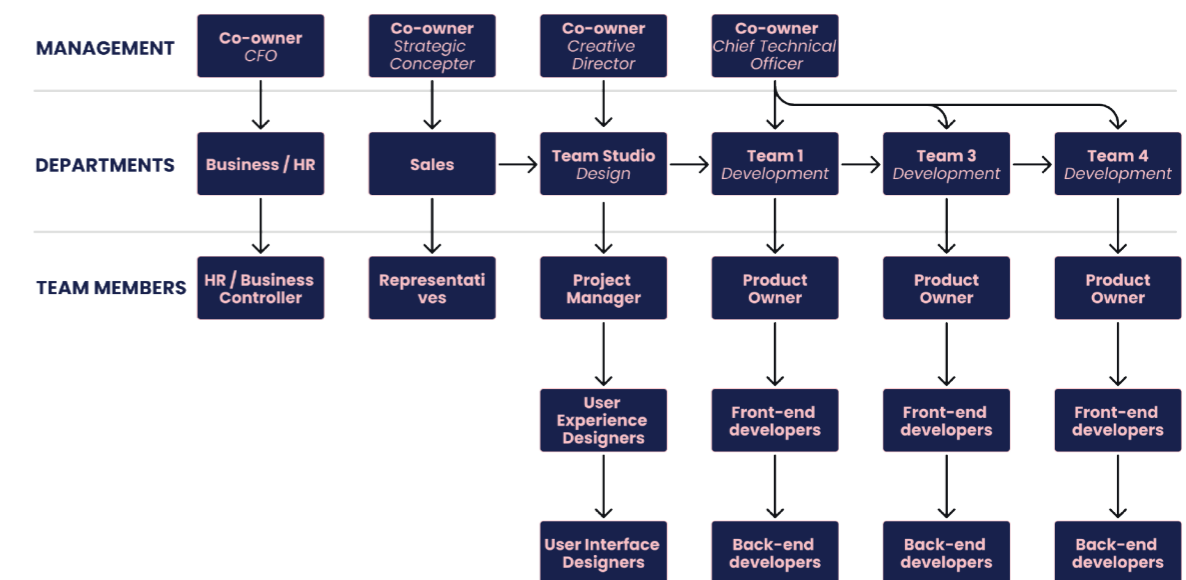 MANAGEMENT
Co-owner
CFO
Co-owner
Strategic
Concepter
Co-owner
Creative
Director
Co-owner
Chief Technical
Officer
DEPARTMENTS
Business / HR
Sales
Team Studio
Design
Team 1
Development
Team 3
Development
Team 4
Development
TEAM MEMBERS
HR / Business
Controller
Representati
ves
Project
Manager
Product
Owner
Product
Owner
Product
Owner
User
Experience
Designers
Front-end
developers
Front-end
developers
Front-end
developers
User Interface
Designers
Back-end
developers
Back-end
developers
Back-end
developers